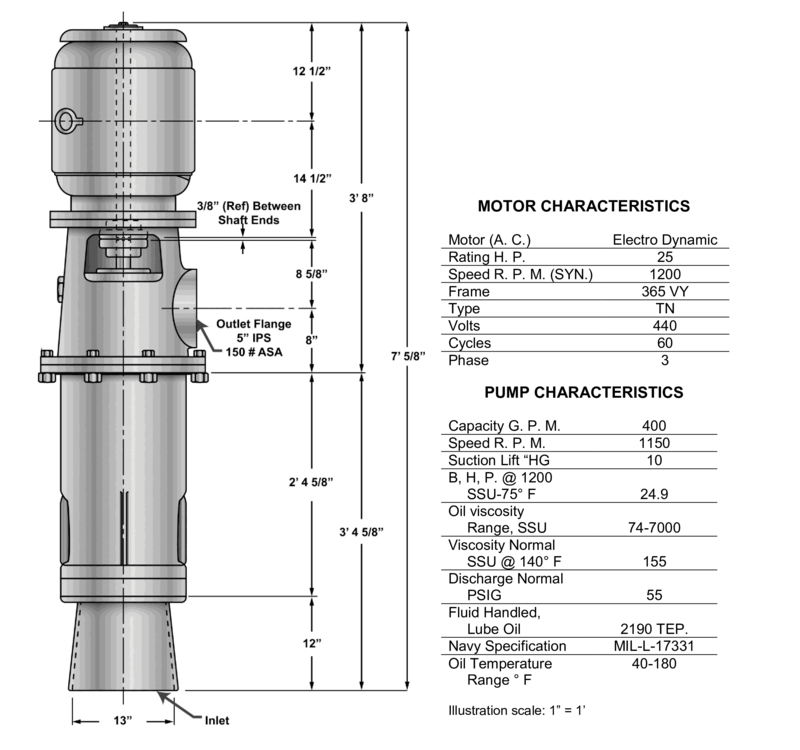 12 1/2”
14 1/2”
3’ 8”
3/8” (Ref) Between
Shaft Ends
8 5/8”
Outlet Flange
5” IPS
150 # ASA
8”
7’ 5/8”
2’ 4 5/8”
3’ 4 5/8”
12”
13”
Inlet
MOTOR CHARACTERISTICS
Motor (A. C.) Electro Dynamic
Rating H. P. 25
Speed R. P. M. (SYN.) 1200
Frame 365 VY
Type TN
Volts 440
Cycles 60
Phase 3
PUMP CHARACTERISTICS
Capacity G. P. M. 400
Speed R. P. M. 1150
Suction Lift “HG 10
B, H, P. @ 1200
SSU-75° F 24.9
Oil viscosity
Range, SSU 74-7000
Viscosity Normal
SSU @ 140° F 155
Discharge Normal
PSIG 55
Fluid Handled,
Lube Oil 2190 TEP.
Navy Specification MIL-L-17331
Oil Temperature 40-180
Range ° F
Illustration scale: 1” = 1’